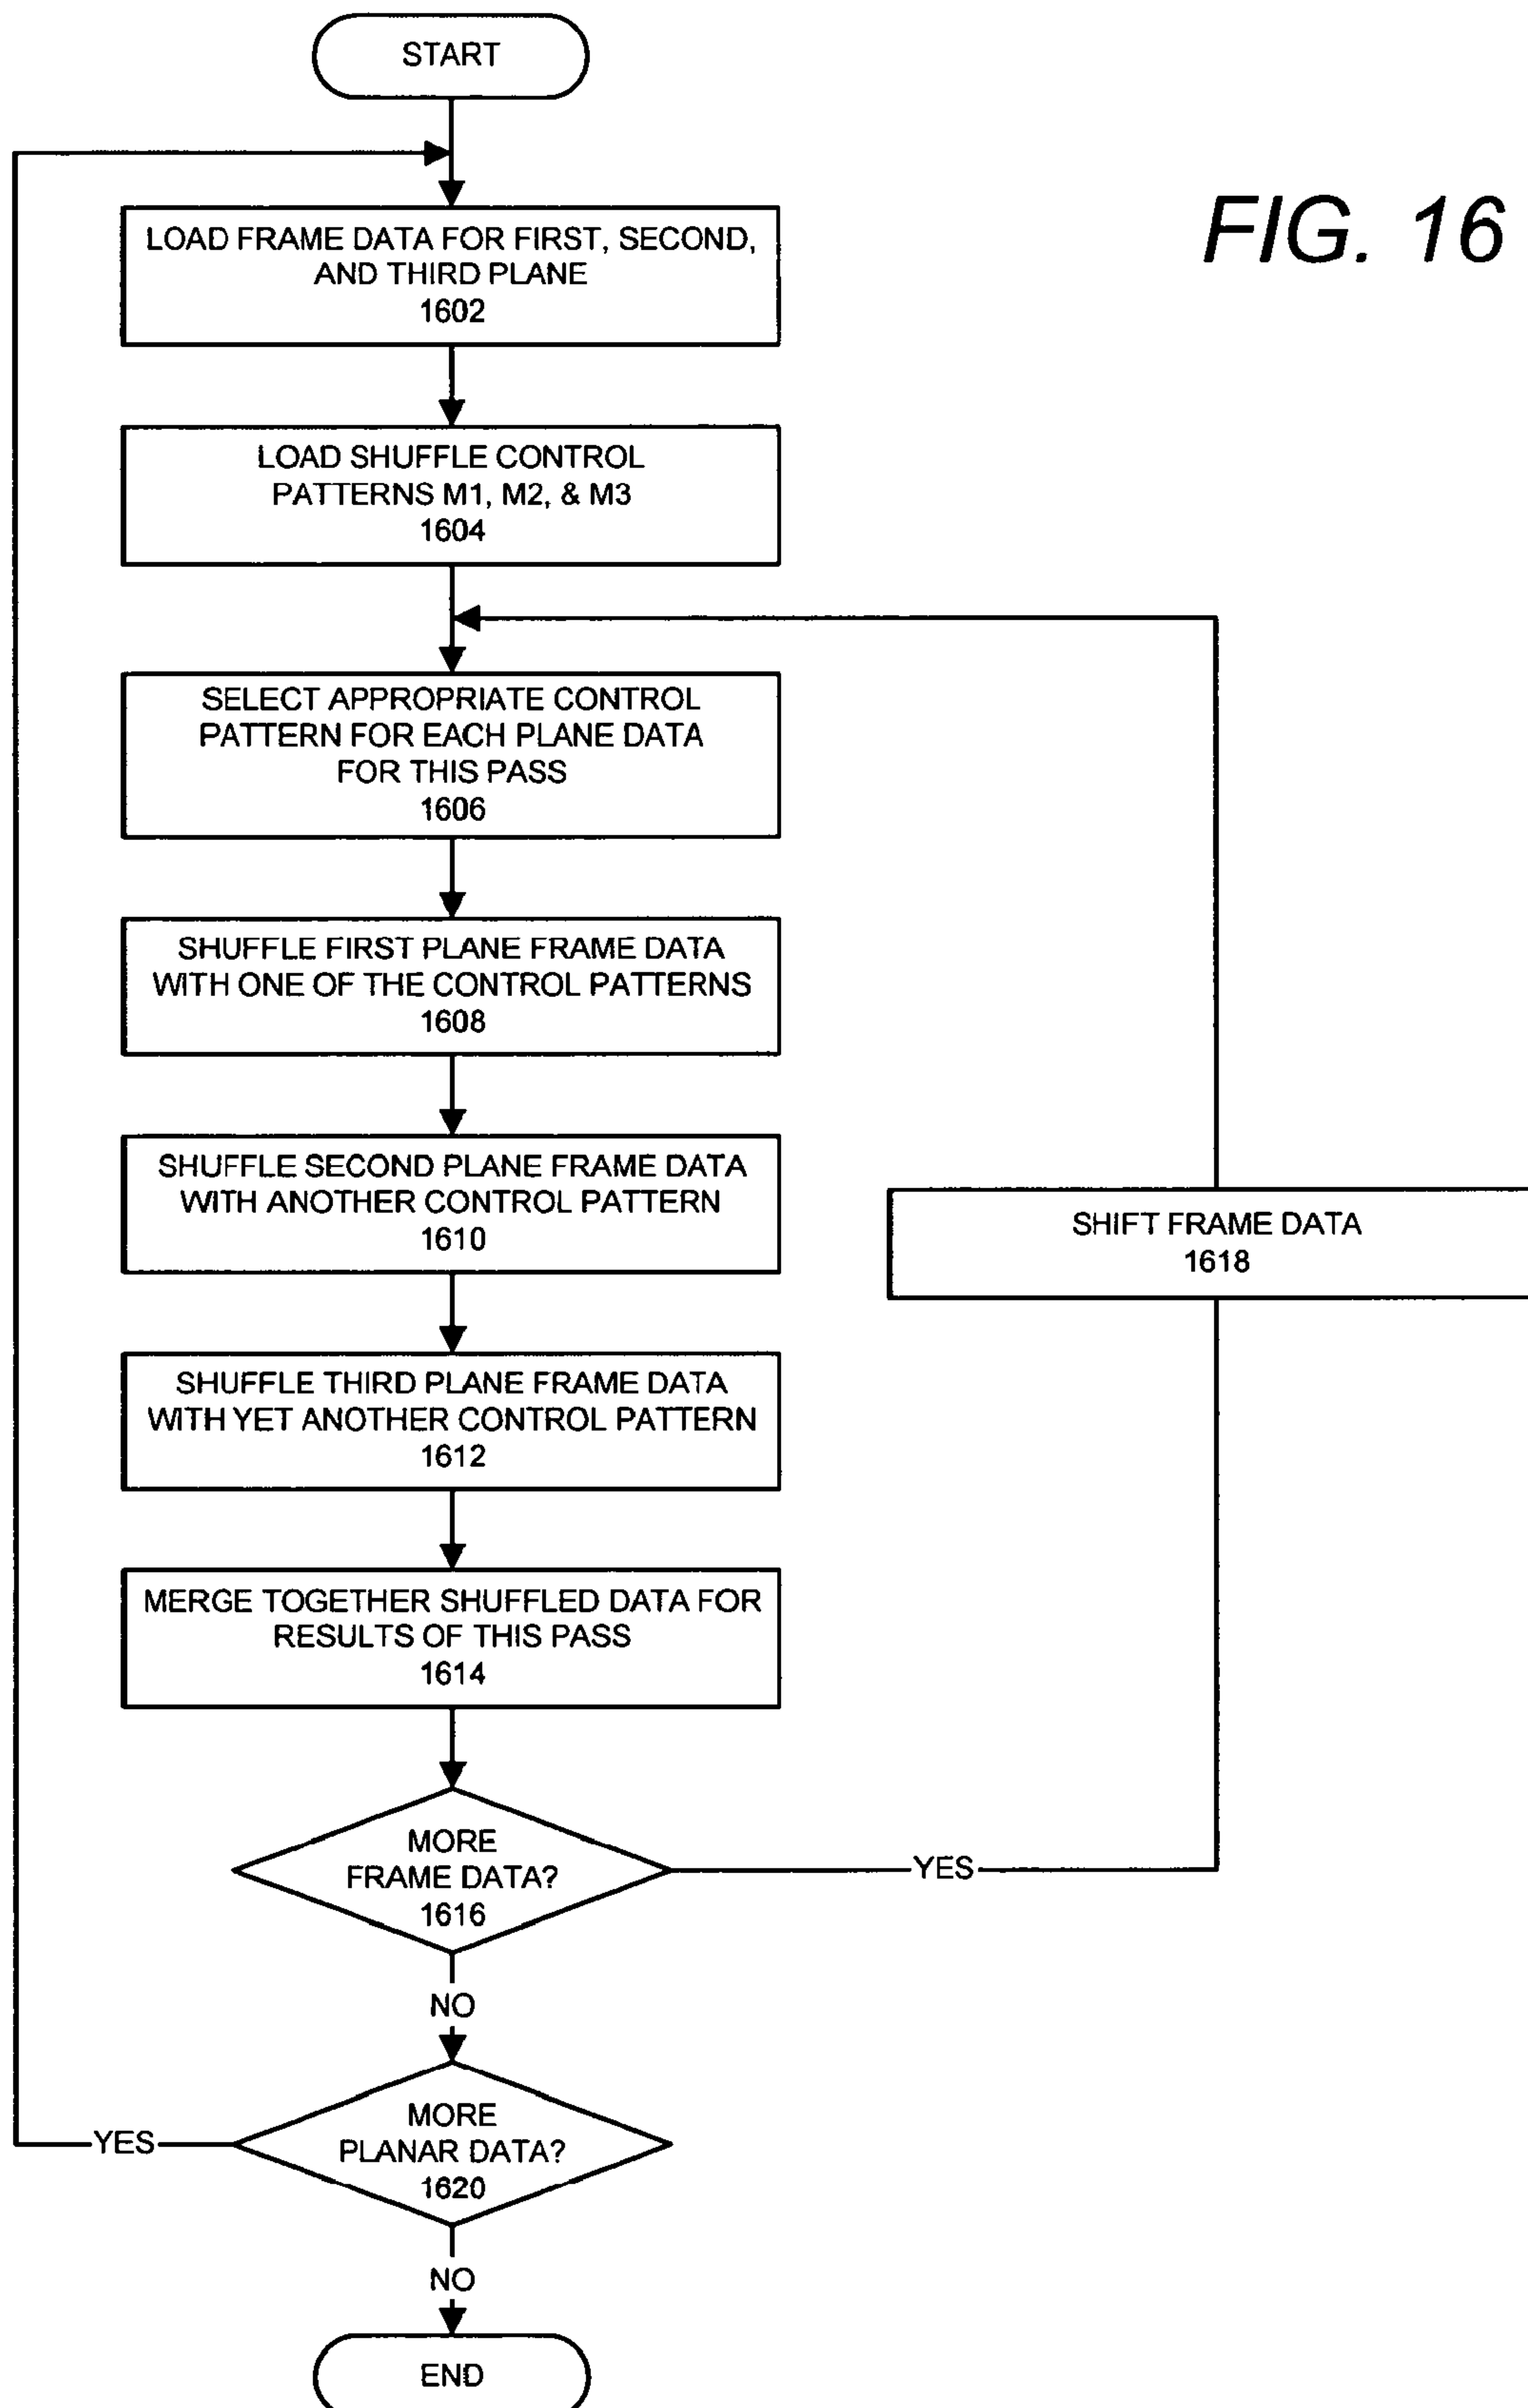 START
FIG. 16
LOAD FRAME DATA FOR FIRST, SECOND,
AND THIRD PLANE
1602
LOAD SHUFFLE CONTROL
PATTERNS M1, M2, & M3
1604
SELECT APPROPRIATE CONTROL
PATTERN FOR EACH PLANE DATA
FOR THIS PASS
1606
SHUFFLE FIRST PLANE FRAME DATA
WITH ONE OF THE CONTROL PATTERNS
1608
SHUFFLE SECOND PLANE FRAME DATA
WITH ANOTHER CONTROL PATTERN
1610
SHIFT FRAME DATA
1618
SHUFFLE THIRD PLANE FRAME DATA
WITH YET ANOTHER CONTROL PATTERN
1612
MERGE TOGETHER SHUFFLED DATA FOR
RESULTS OF THIS PASS
1614
MORE
FRAME DATA?
1616
YES
NO
MORE
PLANAR DATA?
1620
YES
NO
END